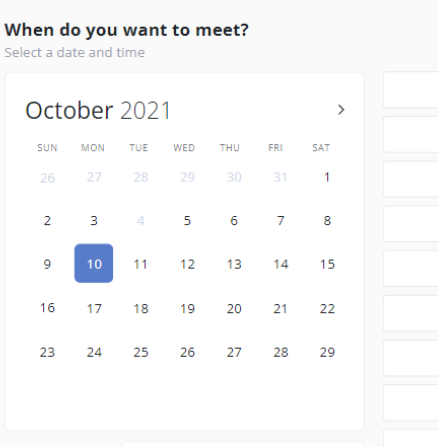 When do you want to meet?
Select a date and time
October 2021
SUN MON TUE WED THU FRI SAT
26 27 28 29 30 31 1
2 3 4 5 6 7 8
9 10 11 12 13 14 15
16 17 18 19 20 21 22
23 24 25 26 27 28 29